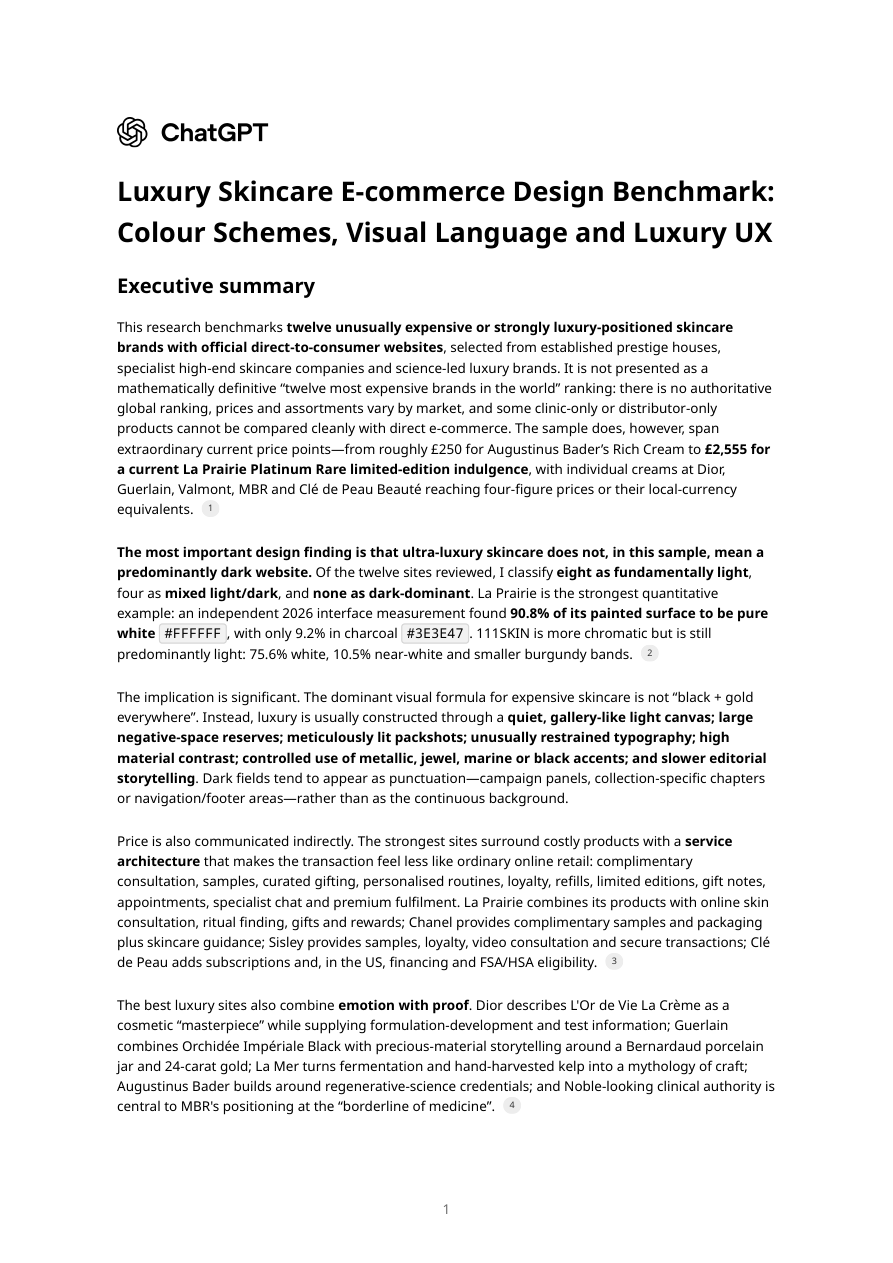 ChatGPT
Luxury Skincare E-commerce Design Benchmark:
Colour Schemes, Visual Language and Luxury UX
Executive summary
This research benchmarks twelve unusually expensive or strongly luxury-positioned skincare
brands with official direct-to-consumer websites, selected from established prestige houses,
specialist high-end skincare companies and science-led luxury brands. It is not presented as a
mathematically definitive “twelve most expensive brands in the world” ranking: there is no authoritative
global ranking, prices and assortments vary by market, and some clinic-only or distributor-only
products cannot be compared cleanly with direct e-commerce. The sample does, however, span
extraordinary current price points—from roughly £250 for Augustinus Bader’s Rich Cream to £2,555 for
a current La Prairie Platinum Rare limited-edition indulgence, with individual creams at Dior,
Guerlain, Valmont, MBR and Clé de Peau Beauté reaching four-figure prices or their local-currency
equivalents. 1
The most important design finding is that ultra-luxury skincare does not, in this sample, mean a
predominantly dark website. Of the twelve sites reviewed, I classify eight as fundamentally light,
four as mixed light/dark, and none as dark-dominant. La Prairie is the strongest quantitative
example: an independent 2026 interface measurement found 90.8% of its painted surface to be pure
white #FFFFFF, with only 9.2% in charcoal #3E3E47. 111SKIN is more chromatic but is still
predominantly light: 75.6% white, 10.5% near-white and smaller burgundy bands. 2
The implication is significant. The dominant visual formula for expensive skincare is not “black + gold
everywhere”. Instead, luxury is usually constructed through a quiet, gallery-like light canvas; large
negative-space reserves; meticulously lit packshots; unusually restrained typography; high
material contrast; controlled use of metallic, jewel, marine or black accents; and slower editorial
storytelling. Dark fields tend to appear as punctuation—campaign panels, collection-specific chapters
or navigation/footer areas—rather than as the continuous background.
Price is also communicated indirectly. The strongest sites surround costly products with a service
architecture that makes the transaction feel less like ordinary online retail: complimentary
consultation, samples, curated gifting, personalised routines, loyalty, refills, limited editions, gift notes,
appointments, specialist chat and premium fulfilment. La Prairie combines its products with online skin
consultation, ritual finding, gifts and rewards; Chanel provides complimentary samples and packaging
plus skincare guidance; Sisley provides samples, loyalty, video consultation and secure transactions; Clé
de Peau adds subscriptions and, in the US, financing and FSA/HSA eligibility. 3
The best luxury sites also combine emotion with proof. Dior describes L'Or de Vie La Crème as a
cosmetic “masterpiece” while supplying formulation-development and test information; Guerlain
combines Orchidée Impériale Black with precious-material storytelling around a Bernardaud porcelain
jar and 24-carat gold; La Mer turns fermentation and hand-harvested kelp into a mythology of craft;
Augustinus Bader builds around regenerative-science credentials; and Noble-looking clinical authority is
central to MBR's positioning at the “borderline of medicine”. 4
1